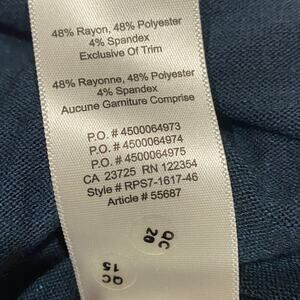 48% Rayon, 48% Polyester
4% Spandex
Exclusive Of Trim
48% Rayonne, 48% Polyester
4% Spandex
Aucune Garniture Comprise
P.O. # 4500064973
P.O. # 4500064974
P.O. # 4500064975
CA 23725 RN 122354
Style # RPS7-1617-46
Article # 55687
QC
20
QC
15